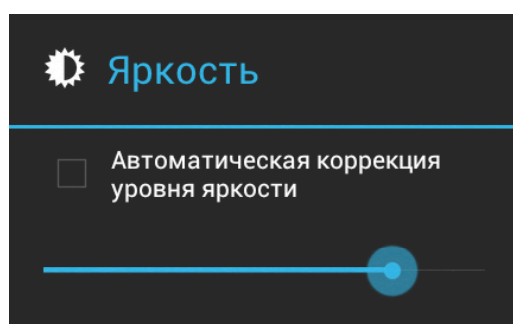 Яркость
Автоматическая коррекция
уровня яркости